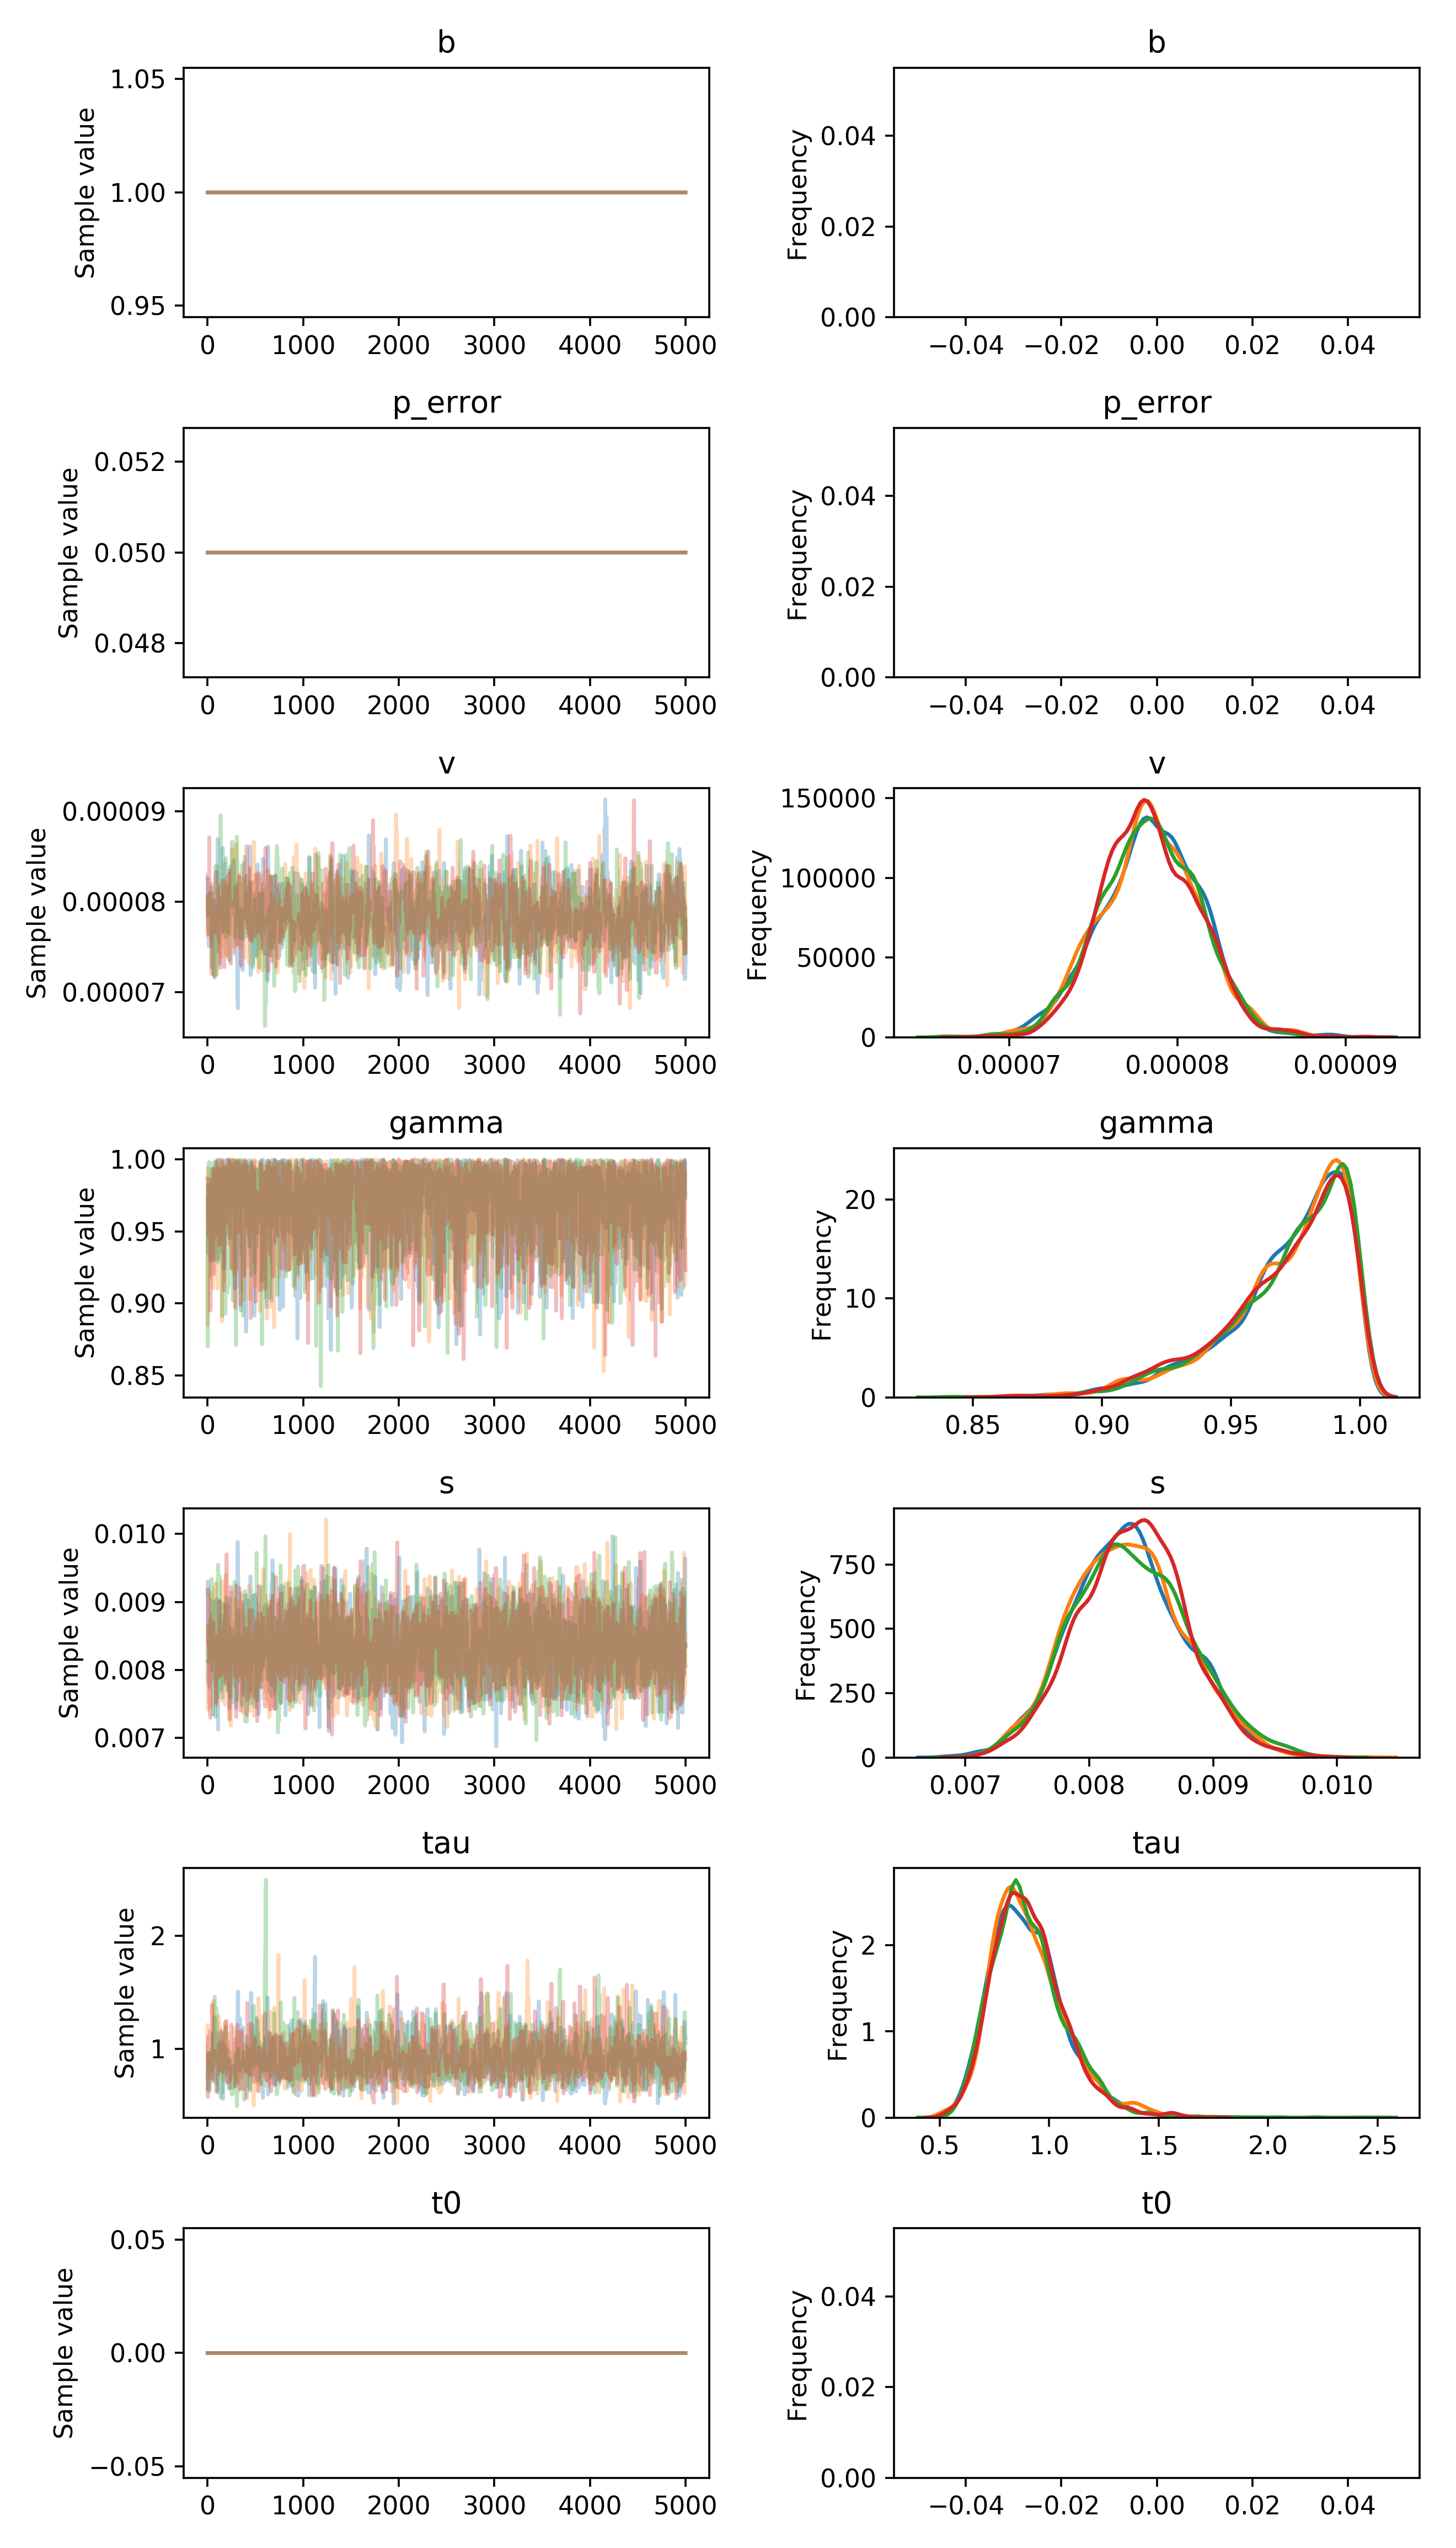 b
b
Sample value
1.05
1.00
0.95
0 1000 2000 3000 4000 5000
Frequency
0.04
0.02
0.00
−0.04 −0.02 0.00 0.02 0.04
p_error
p_error
Sample value
0.052
0.050
0.048
0 1000 2000 3000 4000 5000
Frequency
0.04
0.02
0.00
−0.04 −0.02 0.00 0.02 0.04
v
v
Sample value
0.00009
0.00008
0.00007
0 1000 2000 3000 4000 5000
Frequency
150000
100000
50000
0
0.00007 0.00008 0.00009
gamma
gamma
Sample value
1.00
0.95
0.90
0.85
0 1000 2000 3000 4000 5000
Frequency
20
10
0
0.85 0.90 0.95 1.00
s
s
Sample value
0.010
0.009
0.008
0.007
0 1000 2000 3000 4000 5000
Frequency
750
500
250
0
0.007 0.008 0.009 0.010
tau
tau
Sample value
2
1
0 1000 2000 3000 4000 5000
Frequency
2
1
0
0.5 1.0 1.5 2.0 2.5
t0
t0
Sample value
0.05
0.00
−0.05
0 1000 2000 3000 4000 5000
Frequency
0.04
0.02
0.00
−0.04 −0.02 0.00 0.02 0.04